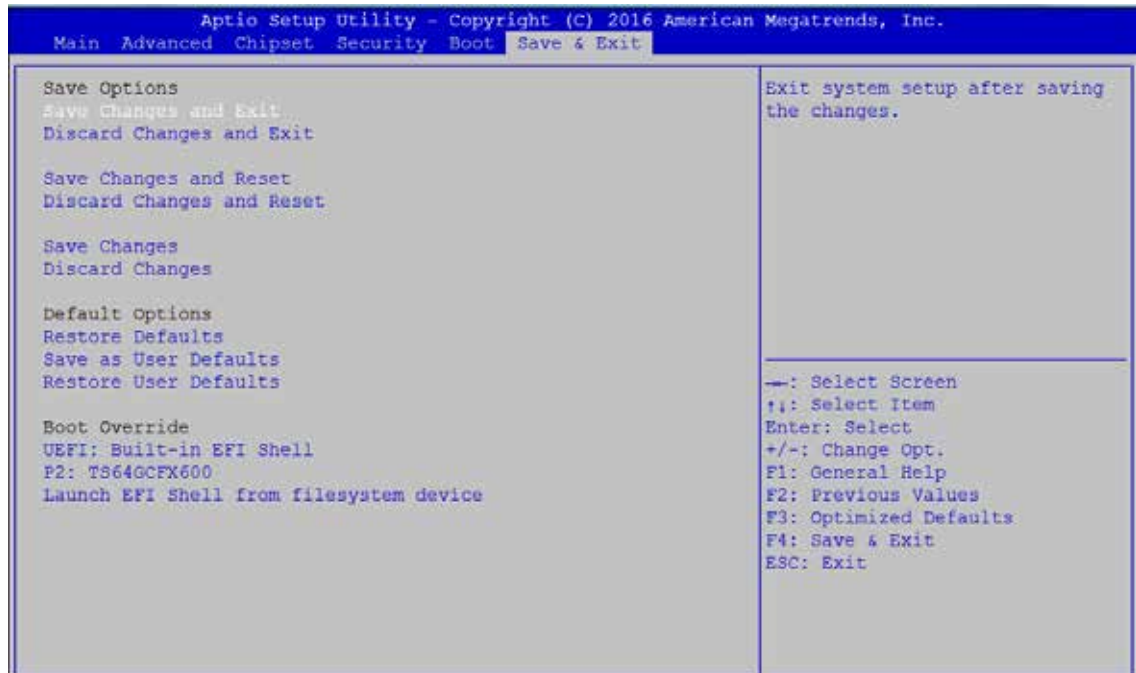 Aptio Setup Utility - Copyright (C) 2016 American Megatrends, Inc.
Main Advanced Chipset Security Boot Save & Exit
Save Options
Save Changes and Exit
Discard Changes and Exit
Save Changes and Reset
Discard Changes and Reset
Save Changes
Discard Changes
Default Options
Restore Defaults
Save as User Defaults
Restore User Defaults
Boot Override
UEFI: Built-in EFI Shell
P2: TS64GCFX600
Launch EFI Shell from filesystem device
Exit system setup after saving
the changes.
→←: Select Screen
↑↓: Select Item
Enter: Select
+/-: Change Opt.
F1: General Help
F2: Previous Values
F3: Optimized Defaults
F4: Save & Exit
ESC: Exit